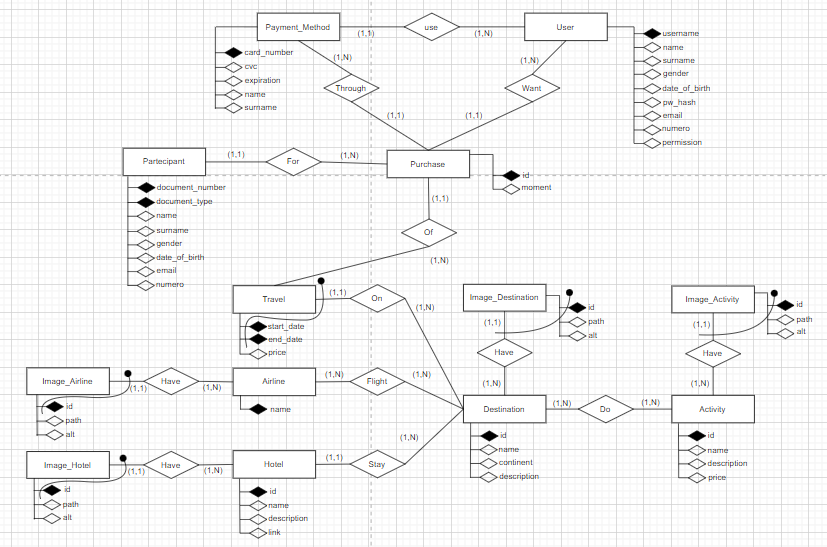 Payment_Method
(1,1)
use
(1,N)
User
card_number
cvc
expiration
name
surname
(1,N)
Through
(1,1)
(1,N)
Want
(1,1)
username
name
surname
gender
date_of_birth
pw_hash
email
numero
permission
Partecipant
(1,1)
For
(1,N)
Purchase
id
moment
document_number
document_type
name
surname
gender
date_of_birth
email
numero
(1,1)
Of
(1,N)
Travel
(1,1)
On
(1,N)
start_date
end_date
price
Image_Destination
id
path
alt
(1,1)
Have
(1,N)
Image_Activity
id
path
alt
(1,1)
Have
(1,N)
Image_Airline
(1,1)
Have
(1,N)
Airline
(1,N)
Flight
(1,N)
id
path
alt
name
Destination
(1,N)
Do
(1,N)
Activity
id
name
continent
description
id
name
description
price
Image_Hotel
(1,1)
Have
(1,N)
Hotel
(1,1)
Stay
(1,N)
id
path
alt
id
name
description
link